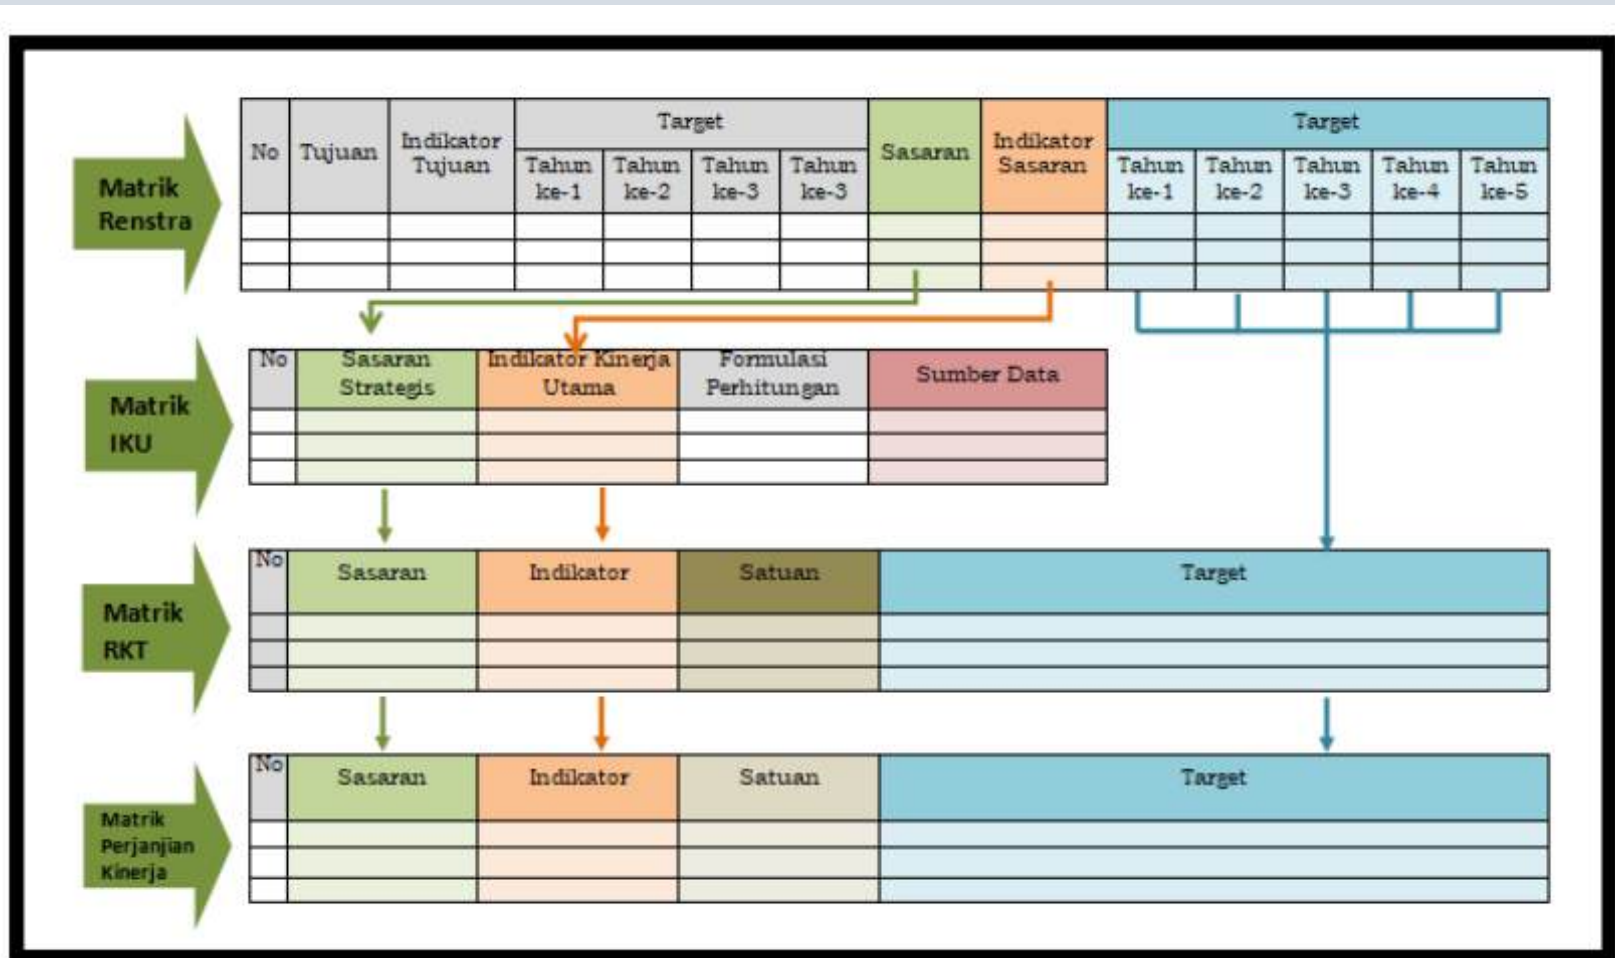 Matrik
Renstra
No
Tujuan
Indikator
Tujuan
Target
Tahun
ke-1
Tahun
ke-2
Tahun
ke-3
Tahun
ke-3
Sasaran
Indikator
Sasaran
Target
Tahun
ke-1
Tahun
ke-2
Tahun
ke-3
Tahun
ke-4
Tahun
ke-5
Matrik
IKU
No
Sasaran
Strategis
Indikator Kinerja
Utama
Formulasi
Perhitungan
Sumber Data
Matrik
RKT
No
Sasaran
Indikator
Satuan
Target
Matrik
Perjanjian
Kinerja
No
Sasaran
Indikator
Satuan
Target